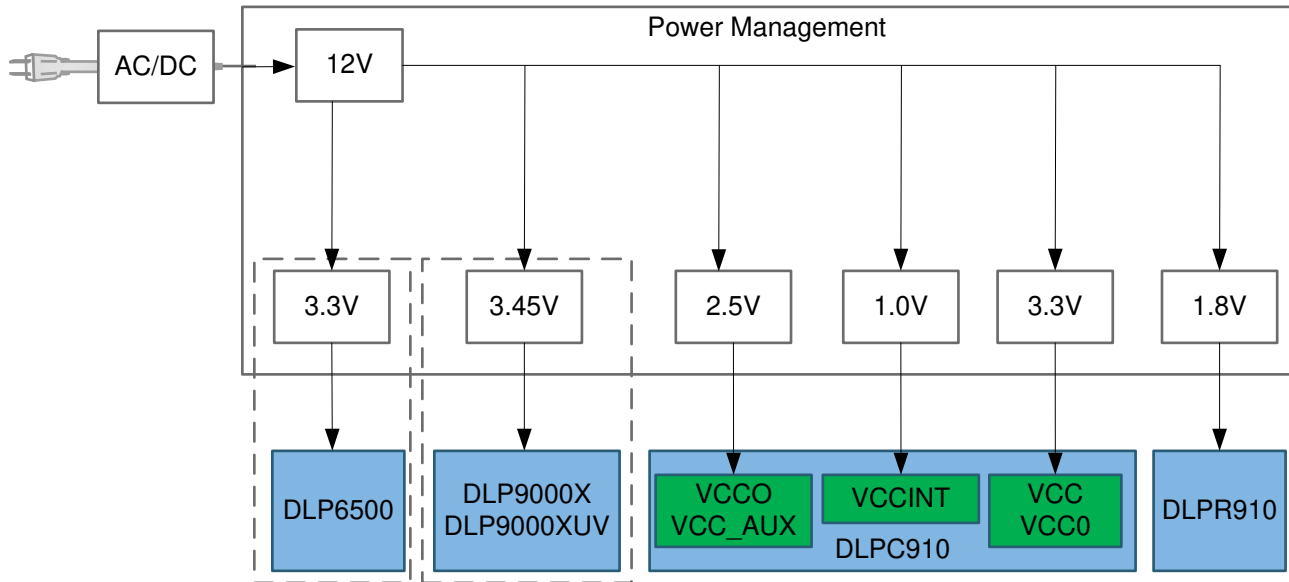 Power Management
AC/DC
12V
3.3V
3.45V
2.5V
1.0V
3.3V
1.8V
DLP6500
DLP9000X
DLP9000XUV
VCCO
VCC_AUX
VCCINT
VCC
VCC0
DLPC910
DLPR910